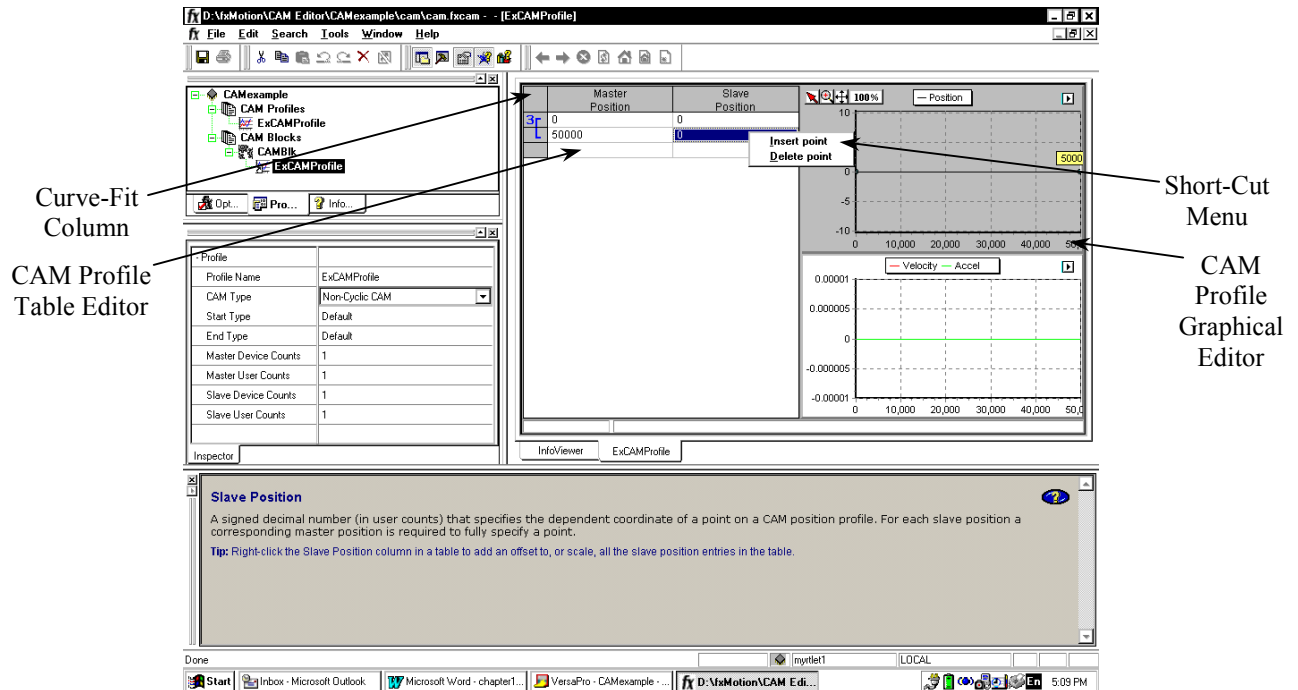 D:\fxMotion\CAM Editor\CAMexample\cam\cam.fxcam - - [ExCAMProfile]
File Edit Search Tools Window Help
CAMexample
CAM Profiles
ExCAMProfile
CAM Blocks
CAMBlk
ExCAMProfile
Opt... Pro... Info...
Curve-Fit
Column
CAM Profile
Table Editor
- Profile
Profile Name ExCAMProfile
CAM Type Non-Cyclic CAM
Start Type Default
End Type Default
Master Device Counts 1
Master User Counts 1
Slave Device Counts 1
Slave User Counts 1
Inspector
Master Position Slave Position
3 0 0
50000 0
Insert point
Delete point
100% Position
10
5000
0
-5
-10
0 10,000 20,000 30,000 40,000 50,
Velocity Accel
0.00001
0.000005
0
-0.000005
-0.00001
0 10,000 20,000 30,000 40,000 50,0
Short-Cut
Menu
CAM
Profile
Graphical
Editor
InfoViewer ExCAMProfile
Slave Position
A signed decimal number (in user counts) that specifies the dependent coordinate of a point on a CAM position profile. For each slave position a
corresponding master position is required to fully specify a point.
Tip: Right-click the Slave Position column in a table to add an offset to, or scale, all the slave position entries in the table.
Done myrtlet1 LOCAL
Start Inbox - Microsoft Outlook Microsoft Word - chapter1... VersaPro - CAMexample - ... D:\fxMotion\CAM Edi... En 5:09 PM